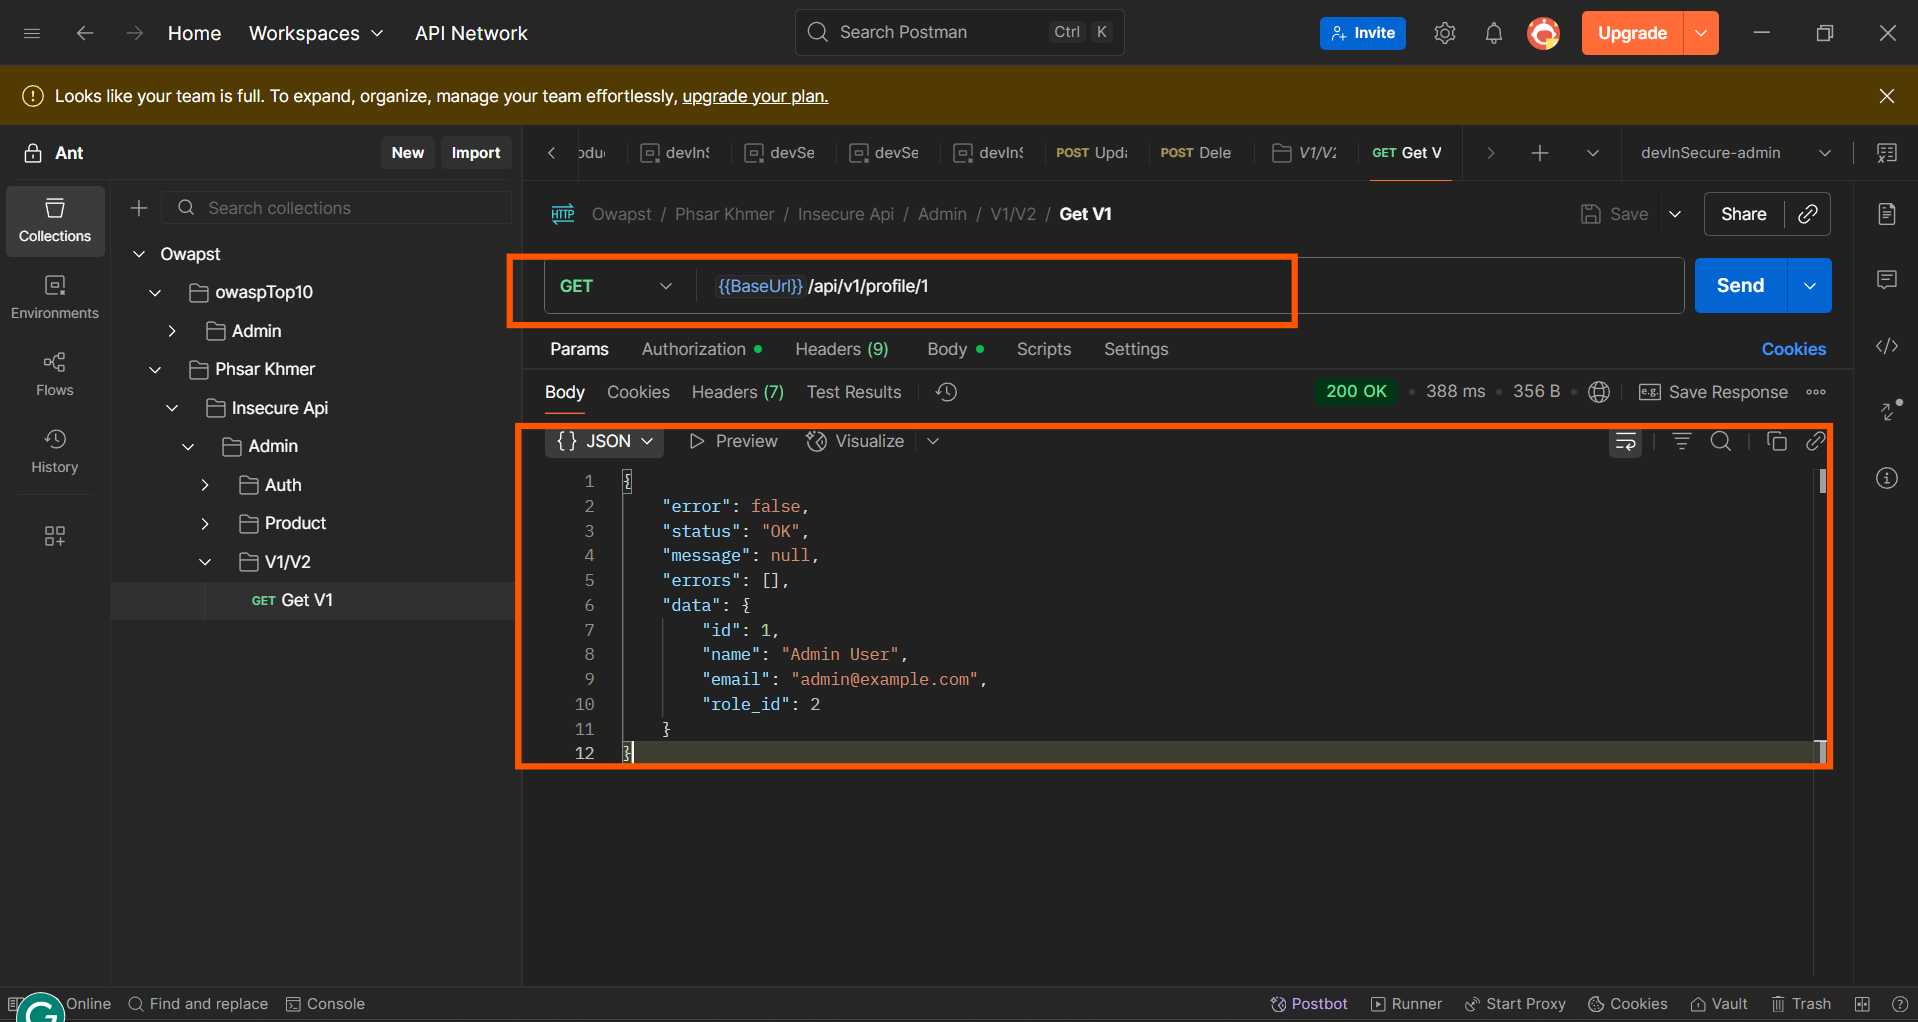 Home Workspaces API Network Search Postman Ctrl K Invite Upgrade
Looks like your team is full. To expand, organize, manage your team effortlessly, upgrade your plan.
Ant New Import
oduc devInS devSe devSe devInS POST Upda POST Dele V1/V2 GET Get V devInSecure-admin
Collections
Environments
Flows
History
Search collections
Owapst
owaspTop10
Admin
Phsar Khmer
Insecure Api
Admin
Auth
Product
V1/V2
GET Get V1
HTTP Owapst / Phsar Khmer / Insecure Api / Admin / V1/V2 / Get V1 Save Share
GET {{BaseUrl}} /api/v1/profile/1 Send
Params Authorization Headers (9) Body Scripts Settings Cookies
Body Cookies Headers (7) Test Results 200 OK 388 ms 356 B e.g. Save Response
{} JSON Preview Visualize
1 {
2 "error": false,
3 "status": "OK",
4 "message": null,
5 "errors": [],
6 "data": {
7 "id": 1,
8 "name": "Admin User",
9 "email": "admin@example.com",
10 "role_id": 2
11 }
12 }
Online Find and replace Console Postbot Runner Start Proxy Cookies Vault Trash